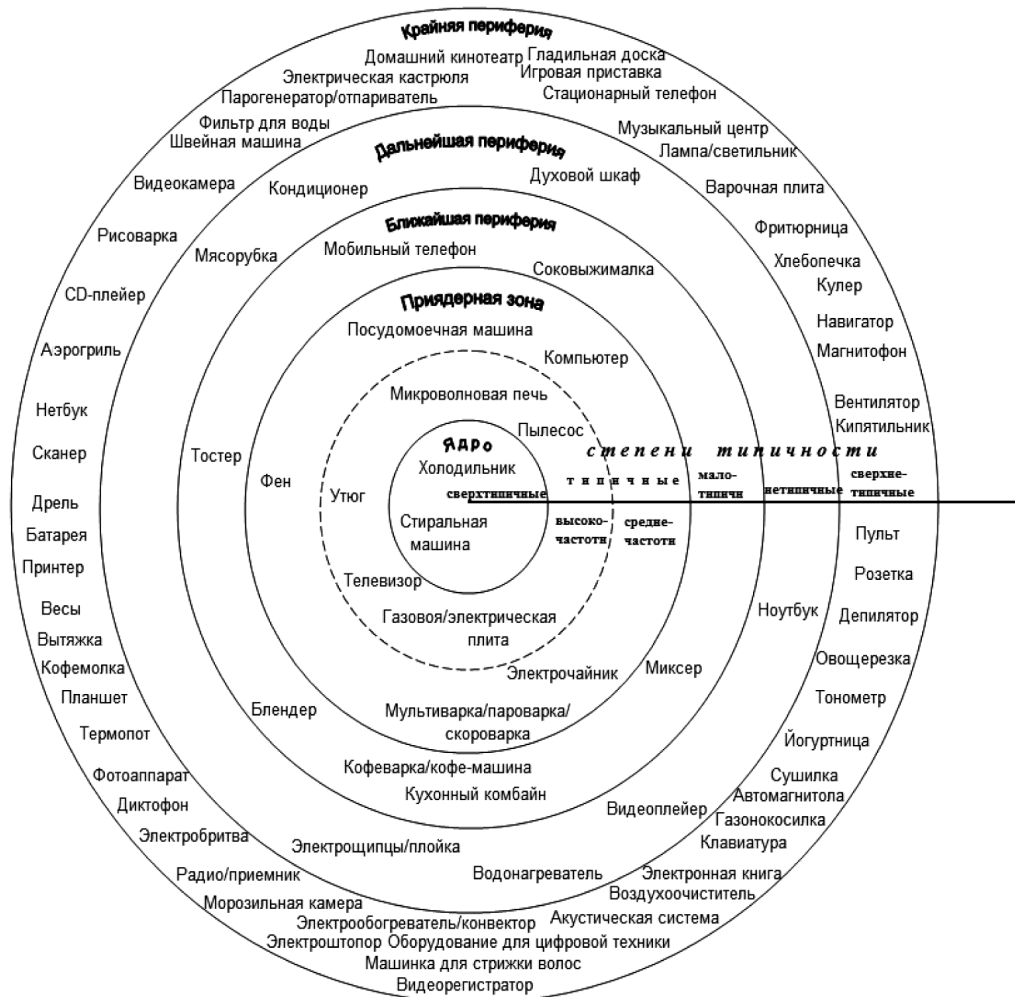 Крайняя периферия
Домашний кинотеатр
Гладильная доска
Электрическая кастрюля
Игровая приставка
Парогенератор/отпариватель
Стационарный телефон
Фильтр для воды
Музыкальный центр
Швейная машина
Лампа/светильник
Дальнейшая периферия
Видеокамера
Кондиционер
Духовой шкаф
Варочная плита
Ближайшая периферия
Фритюрница
Рисоварка
Мясорубка
Мобильный телефон
Соковыжималка
Хлебопечка
Кулер
CD-плейер
Приядерная зона
Навигатор
Посудомоечная машина
Аэрогриль
Компьютер
Магнитофон
Микроволновая печь
Нетбук
Вентилятор
Пылесос
Кипятильник
Ядро
степени типичности
Сканер
Тостер
Холодильник
Фен
типичные
мало-
типичн
сверхне-
типичные
Утюг
сверхтипичные
нетипичные
Дрель
Стиральная
машина
высоко-
частотн
средне-
частотн
Батарея
Пульт
Принтер
Розетка
Телевизор
Весы
Газовоя/электрическая
плита
Ноутбук
Депилятор
Вытяжка
Кофемолка
Электрочайник
Миксер
Овощерезка
Планшет
Тонометр
Блендер
Мультиварка/пароварка/
скороварка
Термопот
Йогуртница
Фотоаппарат
Кофеварка/кофе-машина
Сушилка
Диктофон
Кухонный комбайн
Видеоплейер
Автомагнитола
Газонокосилка
Электробритва
Электрощипцы/плойка
Клавиатура
Радио/приемник
Водонагреватель
Электронная книга
Воздухоочиститель
Морозильная камера
Электрообогреватель/конвектор
Акустическая система
Электроштопор
Оборудование для цифровой техники
Машинка для стрижки волос
Видеорегистратор